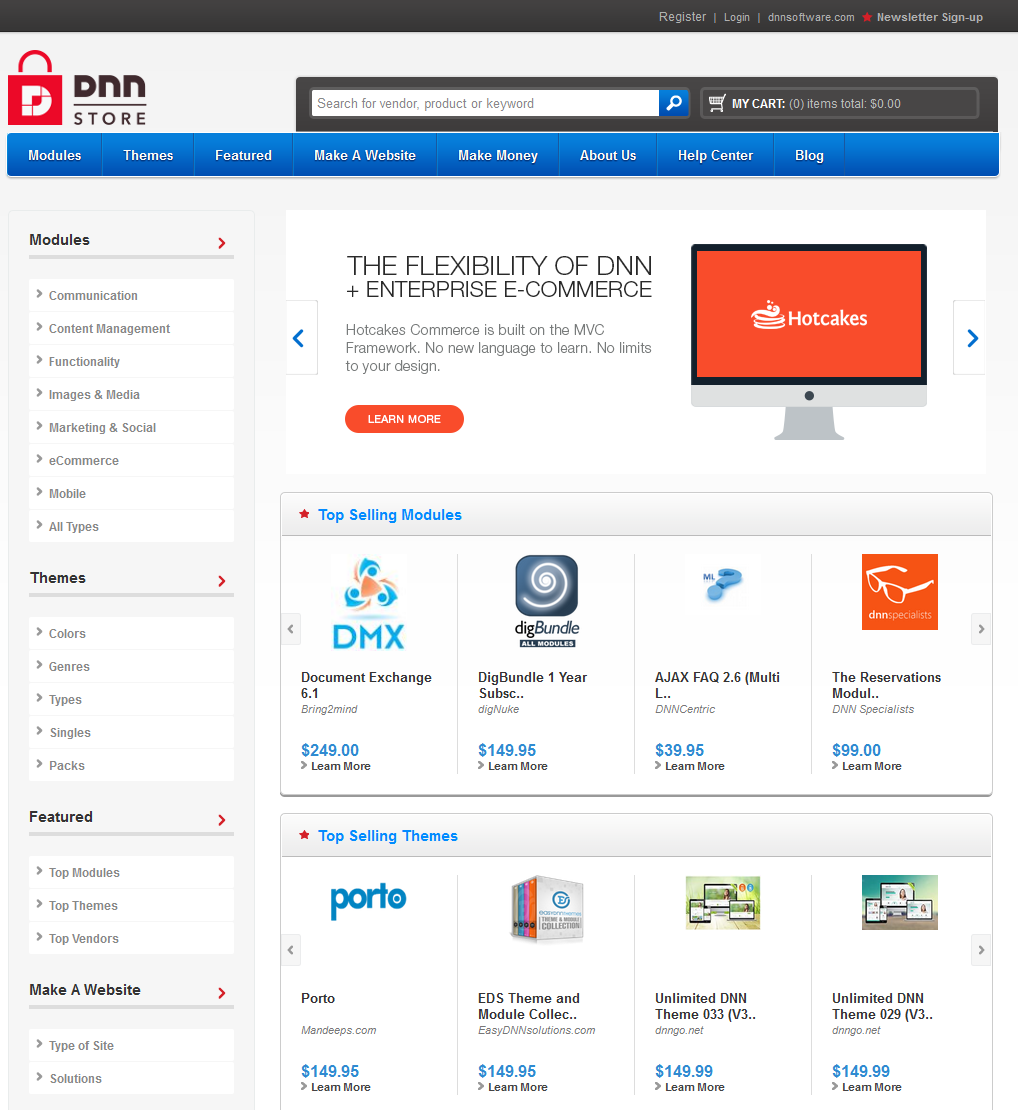 Register | Login | dnnsoftware.com Newsletter Sign-up
DNN
STORE
Search for vendor, product or keyword
MY CART: (0) items total: $0.00
Modules Themes Featured Make A Website Make Money About Us Help Center Blog
Modules
Communication
Content Management
Functionality
Images & Media
Marketing & Social
eCommerce
Mobile
All Types
Themes
Colors
Genres
Types
Singles
Packs
Featured
Top Modules
Top Themes
Top Vendors
Make A Website
Type of Site
Solutions
THE FLEXIBILITY OF DNN
+ ENTERPRISE E-COMMERCE
Hotcakes Commerce is built on the MVC
Framework. No new language to learn. No limits
to your design.
LEARN MORE
Hotcakes
Top Selling Modules
DMX
Document Exchange
6.1
Bring2mind
$249.00
Learn More
digBundle
ALL MODULES
DigBundle 1 Year
Subsc..
digNuke
$149.95
Learn More
ML
AJAX FAQ 2.6 (Multi
L..
DNNCentric
$39.95
Learn More
dnnspecialists
The Reservations
Modul..
DNN Specialists
$99.00
Learn More
Top Selling Themes
porto
Porto
Mandeeps.com
$149.95
Learn More
EASYDNNTHEMES
THEME & MODULE
COLLECTION
EDS Theme and
Module Collec..
EasyDNNsolutions.com
$149.95
Learn More
Unlimited DNN
Theme 033 (V3..
dnngo.net
$149.99
Learn More
Unlimited DNN
Theme 029 (V3..
dnngo.net
$149.99
Learn More